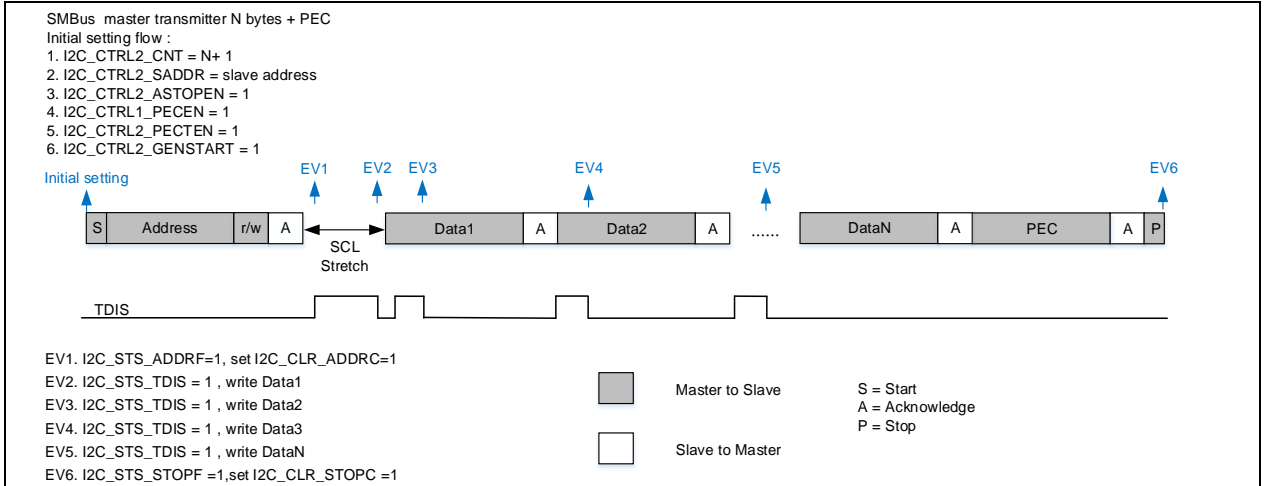 SMBus master transmitter N bytes + PEC
Initial setting flow :
1. I2C_CTRL2_CNT = N+ 1
2. I2C_CTRL2_SADDR = slave address
3. I2C_CTRL2_ASTOPEN = 1
4. I2C_CTRL1_PECEN = 1
5. I2C_CTRL2_PECTEN = 1
6. I2C_CTRL2_GENSTART = 1
Initial setting
EV1 EV2 EV3 EV4 EV5 EV6
S Address r/w A Data1 A Data2 A ...... DataN A PEC A P
SCL
Stretch
TDIS
EV1. I2C_STS_ADDRF=1, set I2C_CLR_ADDRC=1
EV2. I2C_STS_TDIS = 1 , write Data1
EV3. I2C_STS_TDIS = 1 , write Data2
EV4. I2C_STS_TDIS = 1 , write Data3
EV5. I2C_STS_TDIS = 1 , write DataN
EV6. I2C_STS_STOPF =1,set I2C_CLR_STOPC =1
Master to Slave
Slave to Master
S = Start
A = Acknowledge
P = Stop